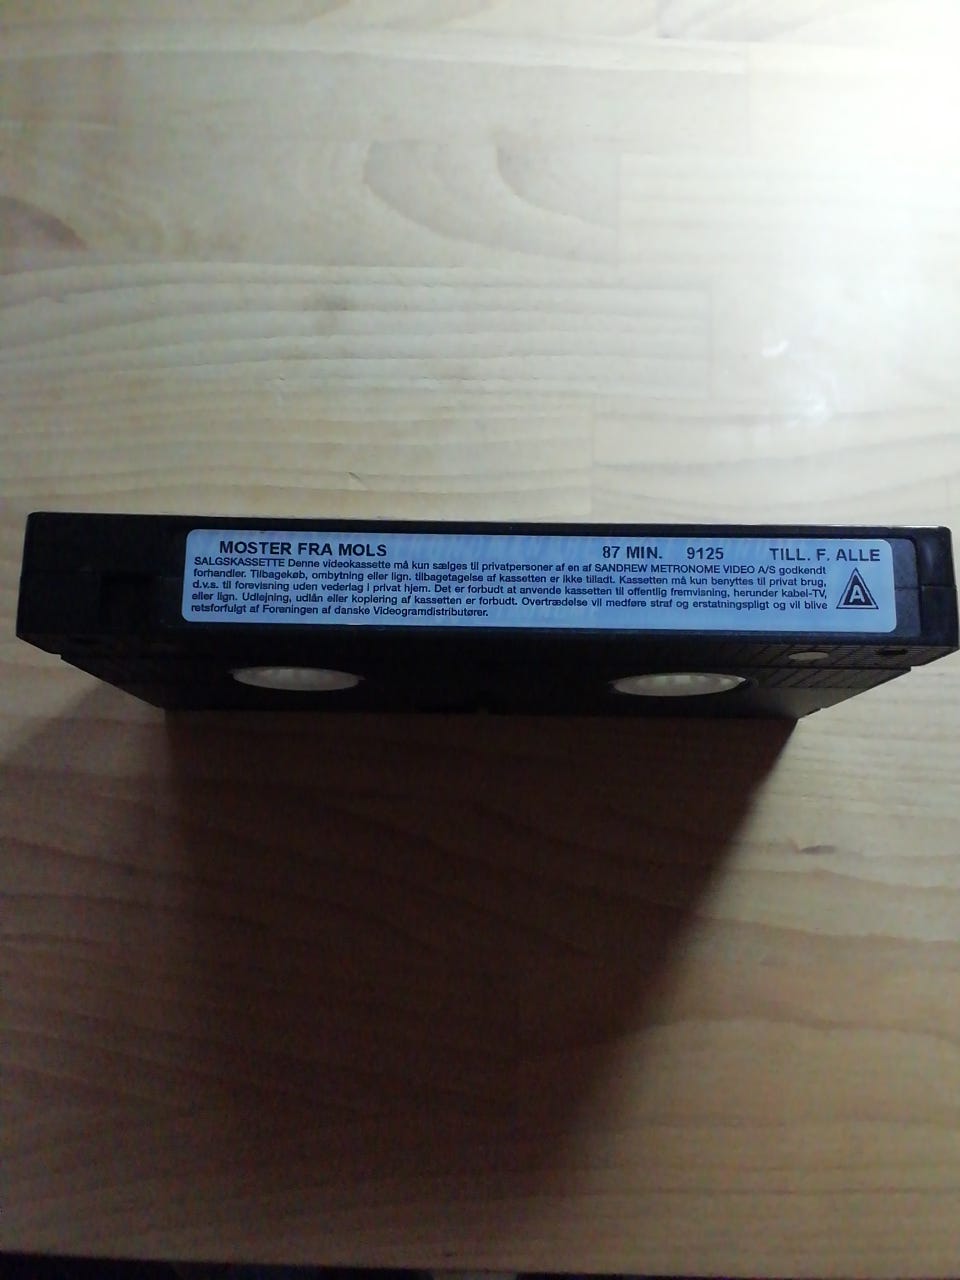 MOSTER FRA MOLS 87 MIN. 9125 TILL. F. ALLE
SALGSKASSETTE Denne videokassette må kun sælges til privatpersoner af en af SANDREW METRONOME VIDEO A/S godkendt
forhandler. Tilbagekøb, ombytning eller lign. tilbagetagelse af kassetten er ikke tilladt. Kassetten må kun benyttes til privat brug,
d.v.s. til forevisning uden vederlag i privat hjem. Det er forbudt at anvende kassetten til offentlig fremvisning, herunder kabel-TV,
eller lign. Udlejning, udlån eller kopiering af kassetten er forbudt. Overtrædelse vil medføre straf og erstatningspligt og vil blive
retsforfulgt af Foreningen af danske Videogramdistributører.
A